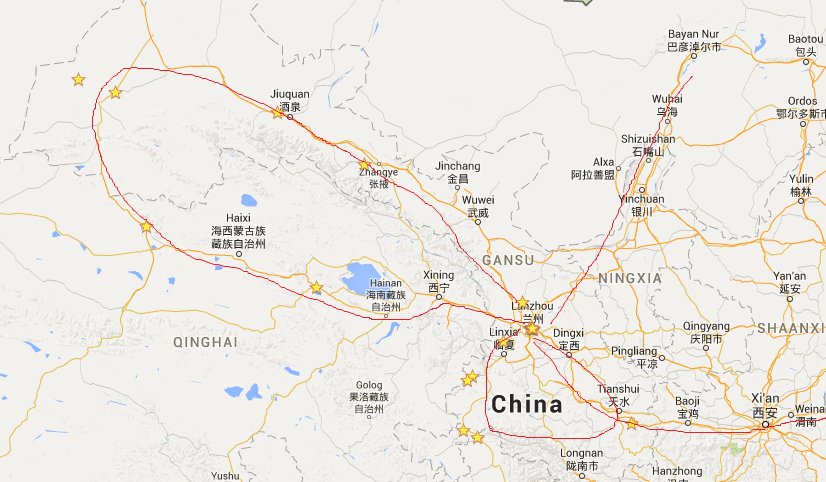 Bayan Nur
巴彦淖尔市
Baotou
包头
Jiuquan
酒泉
Wuhai
乌海
Ordos
鄂尔多斯市
Shizuishan
石嘴山
Zhangye
张掖
Jinchang
金昌
Alxa
阿拉善盟
Yulin
榆林
Wuwei
武威
Yinchuan
银川
Haixi
海西蒙古族
藏族自治州
GANSU
Xining
西宁
NINGXIA
Yan'an
延安
Hainan
海南藏族
自治州
Lanzhou
兰州
Qingyang
庆阳市
SHAANXI
QINGHAI
Linxia
临夏
Dingxi
定西
Pingliang
平凉
Golog
果洛藏族
自治州
China
Tianshui
天水
Baoji
宝鸡
Xi'an
西安
Weinan
渭南
Longnan
陇南市
Hanzhong
Yushu